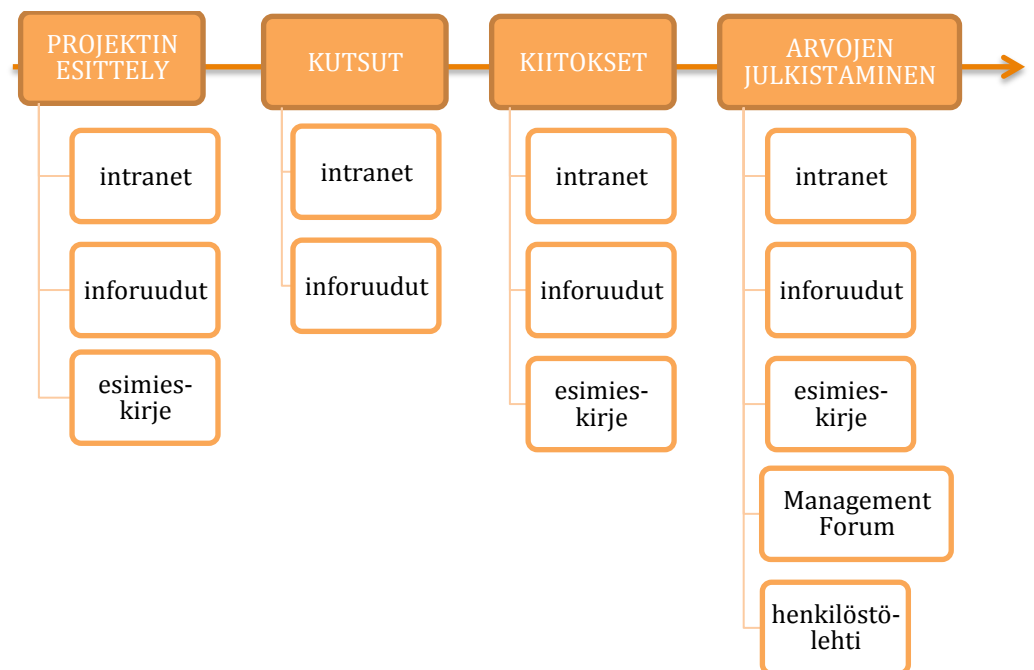 PROJEKTIN
ESITTELY
intranet
inforuudut
esimies-
kirje
KUTSUT
intranet
inforuudut
KIITOKSET
intranet
inforuudut
esimies-
kirje
ARVOJEN
JULKISTAMINEN
intranet
inforuudut
esimies-
kirje
Management
Forum
henkilöstö-
lehti